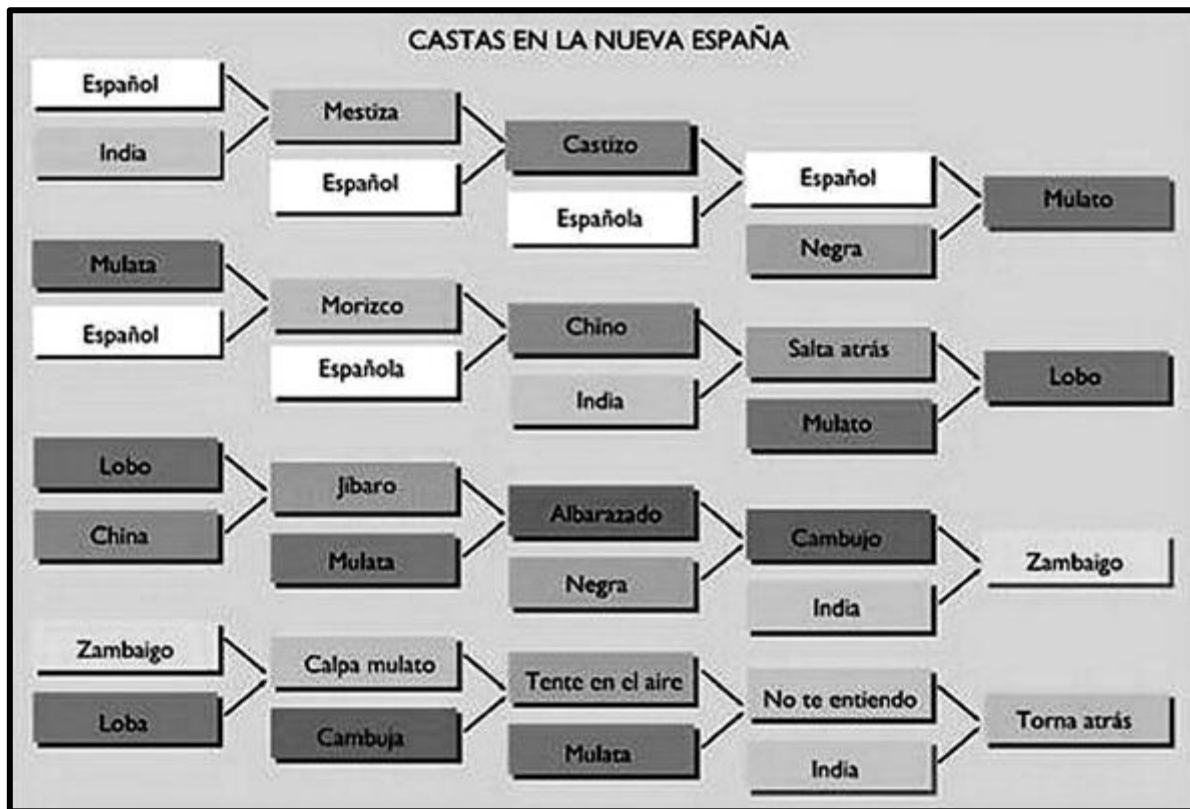 CASTAS EN LA NUEVA ESPAÑA
Español
India
Mestiza
Español
Castizo
Española
Español
Negra
Mulato
Mulata
Español
Morizco
Española
Chino
India
Salta atrás
Mulato
Lobo
Lobo
China
Jíbaro
Mulata
Albarazado
Negra
Cambujo
India
Zambaigo
Zambaigo
Loba
Calpa mulato
Cambuja
Tente en el aire
Mulata
No te entiendo
India
Torna atrás